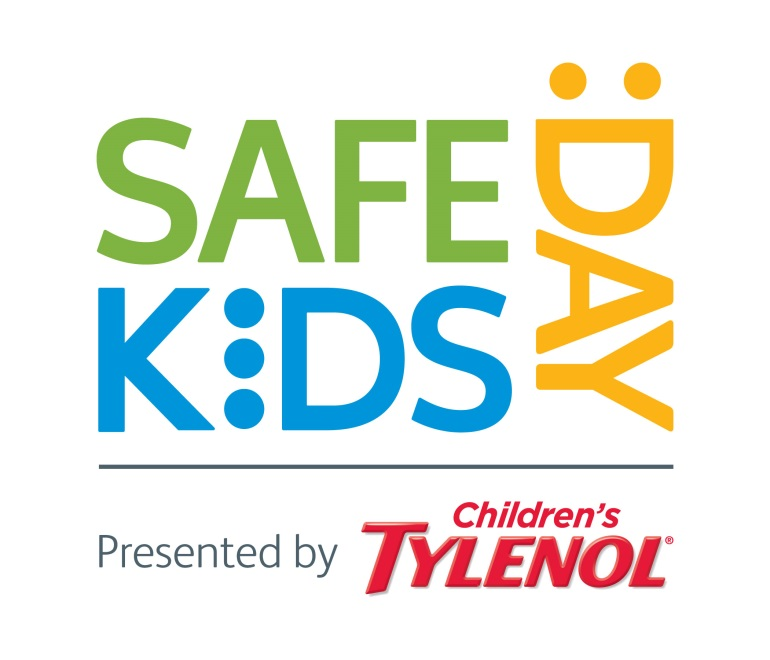 SAFE
KIDS
:DAY
Presented by
Children's
TYLENOL®